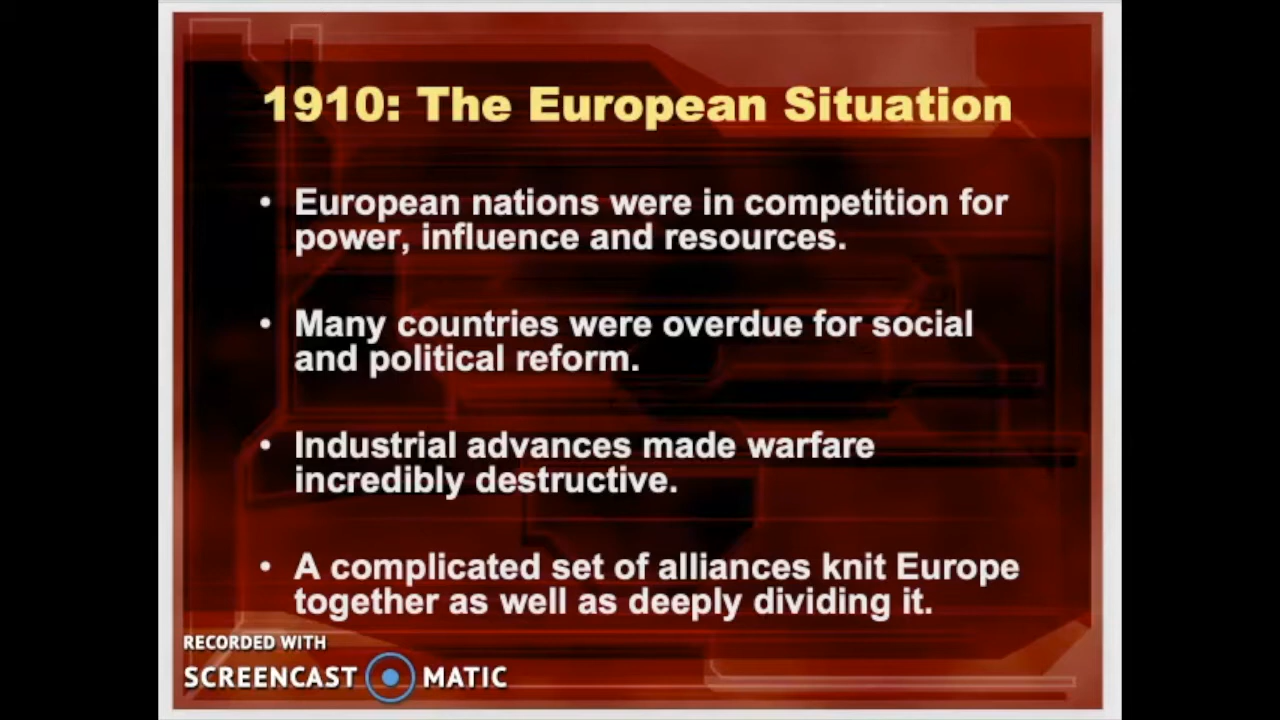 1910: The European Situation
• European nations were in competition for
power, influence and resources.
• Many countries were overdue for social
and political reform.
• Industrial advances made warfare
incredibly destructive.
• A complicated set of alliances knit Europe
together as well as deeply dividing it.
RECORDED WITH
SCREENCAST MATIC